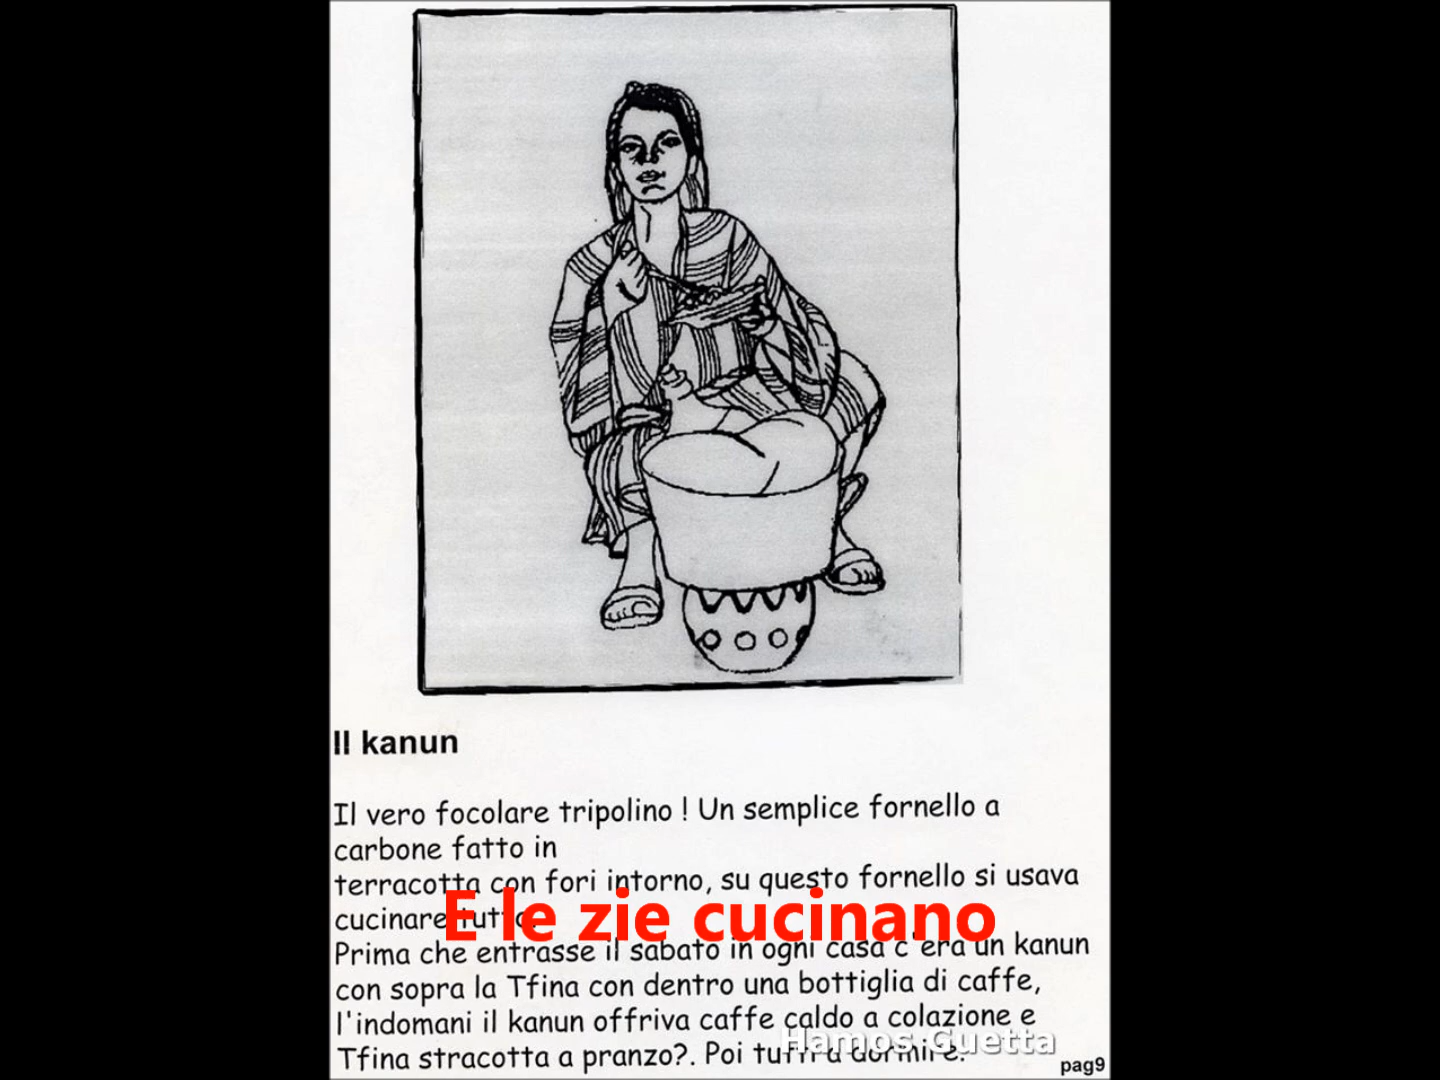 Il kanun
Il vero focolare tripolino ! Un semplice fornello a
carbone fatto in
terracotta con fori intorno, su questo fornello si usava
cucinare tutto.
E le zie cucinano
Prima che entrasse il sabato in ogni casa c'era un kanun
con sopra la Tfina con dentro una bottiglia di caffe,
l'indomani il kanun offriva caffe caldo a colazione e
Tfina stracotta a pranzo?. Poi tutti a dormire.
Hamos Guetta
pag9